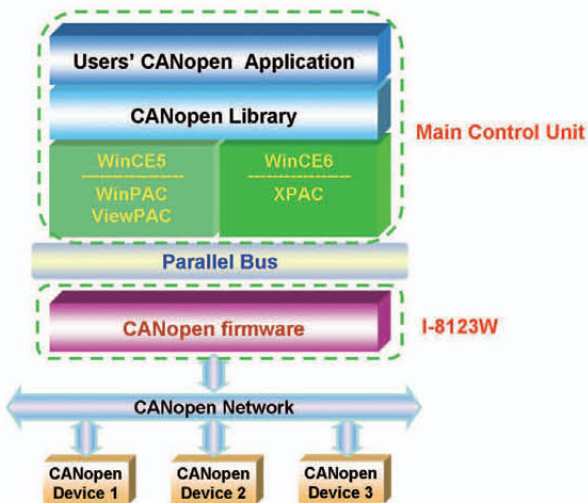 Users' CANopen Application
CANopen Library
Main Control Unit
WinCE5
WinPAC
ViewPAC
WinCE6
XPAC
Parallel Bus
CANopen firmware
I-8123W
CANopen Network
CANopen
Device 1
CANopen
Device 2
CANopen
Device 3